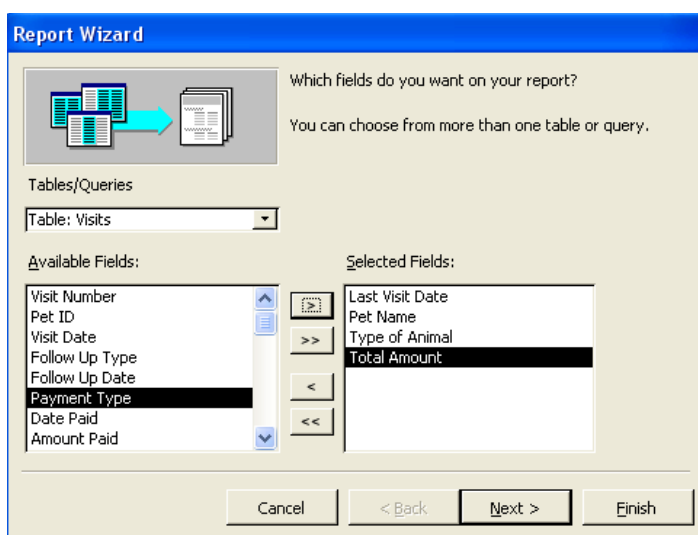 Report Wizard
Which fields do you want on your report?
You can choose from more than one table or query.
Tables/Queries
Table: Visits
Available Fields:
Selected Fields:
Visit Number
Pet ID
Visit Date
Follow Up Type
Follow Up Date
Payment Type
Date Paid
Amount Paid
>
>>
<
<<
Last Visit Date
Pet Name
Type of Animal
Total Amount
Cancel
< Back
Next >
Finish